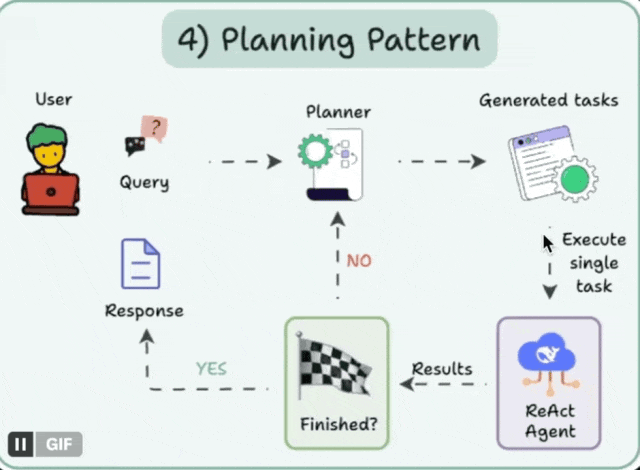 4) Planning Pattern
User
Query
Planner
Generated tasks
Execute
single
task
NO
Response
YES
Finished?
Results
ReAct
Agent
GIF
?